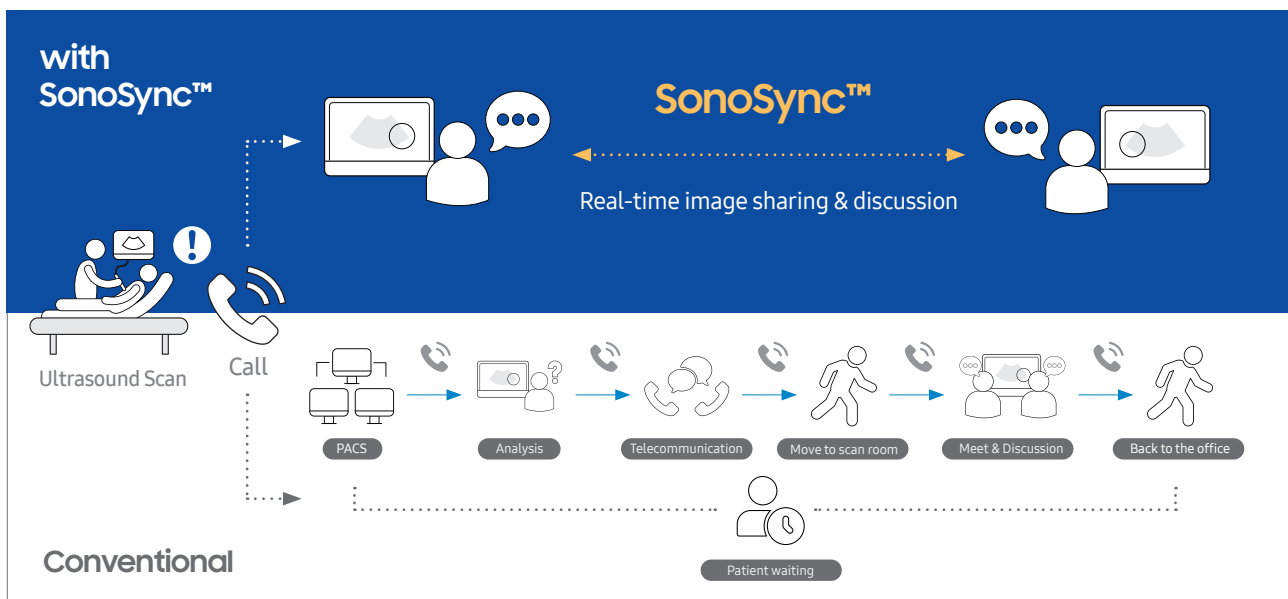 with
SonoSync™
SonoSync™
Real-time image sharing & discussion
Ultrasound Scan
Call
PACS
Analysis
Telecommunication
Move to scan room
Meet & Discussion
Back to the office
Patient waiting
Conventional